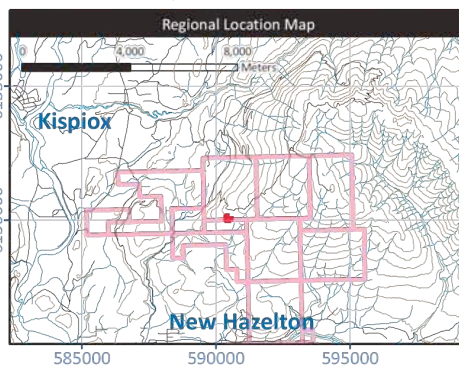 Regional Location Map
0 4,000 8,000
Meters
Kispiox
New Hazelton
585000 590000 595000